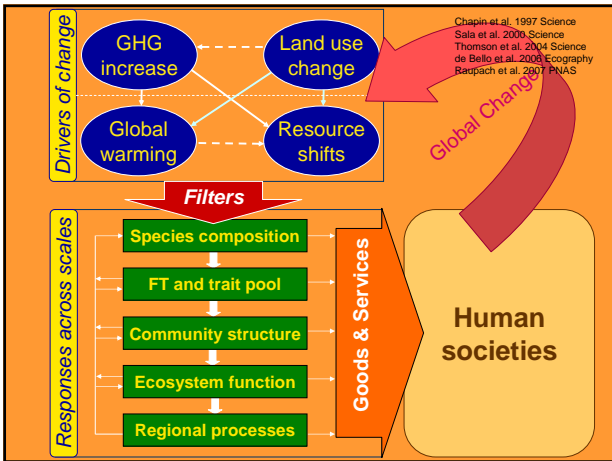 Chapin et al. 1997 Science
Sala et al. 2000 Science
Thomson et al. 2004 Science
de Bello et al. 2006 Ecography
Raupach et al. 2007 PNAS
Drivers of change
GHG
increase
Land use
change
Global
warming
Resource
shifts
Global Change
Filters
Responses across scales
Species composition
FT and trait pool
Community structure
Ecosystem function
Regional processes
Goods & Services
Human
societies